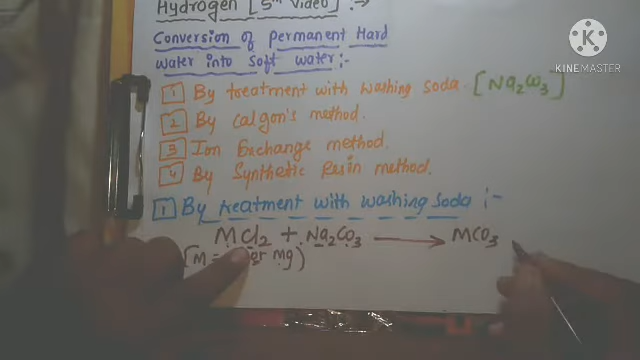 Hydrogen [5th Video] :→
Conversion of permanent Hard
Water into Soft water:-
1 By treatment with washing soda. [Na2CO3]
2 By Calgon's method.
3 Ion Exchange method.
4 By Synthetic Resin method.
1 By treatment with washing Soda :-
MCl2 + Na2CO3 → MCO3
(M = or Mg)
K
KINEMASTER